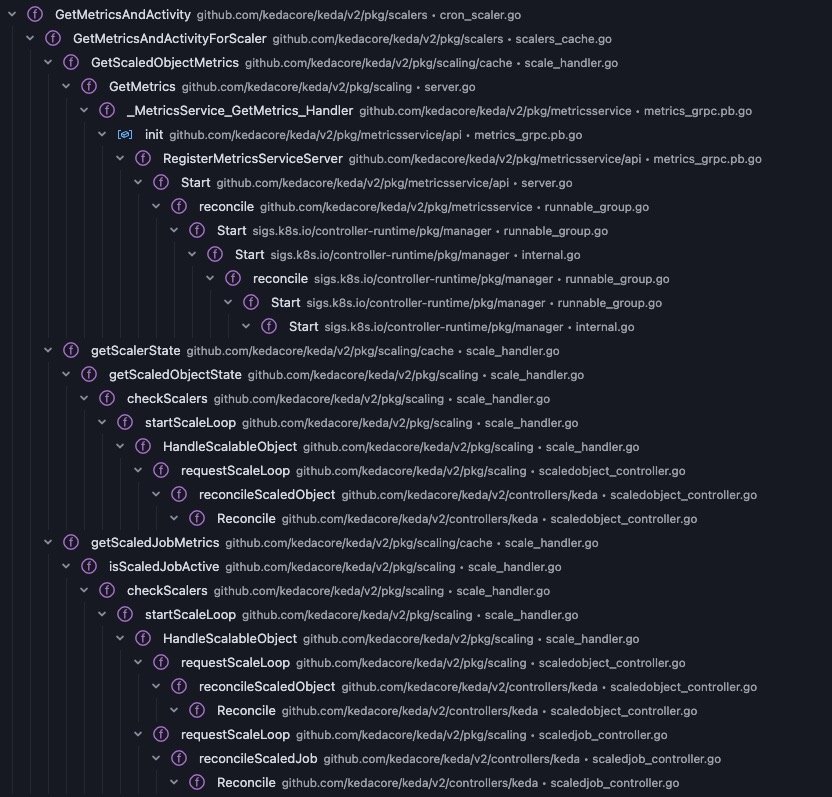 GetMetricsAndActivity github.com/kedacore/keda/v2/pkg/scalers • cron_scaler.go
GetMetricsAndActivityForScaler github.com/kedacore/keda/v2/pkg/scalers • scalers_cache.go
GetScaledObjectMetrics github.com/kedacore/keda/v2/pkg/scaling/cache • scale_handler.go
GetMetrics github.com/kedacore/keda/v2/pkg/scaling • server.go
_MetricsService_GetMetrics_Handler github.com/kedacore/keda/v2/pkg/metricsservice • metrics_grpc.pb.go
init github.com/kedacore/keda/v2/pkg/metricsservice/api • metrics_grpc.pb.go
RegisterMetricsServiceServer github.com/kedacore/keda/v2/pkg/metricsservice/api • metrics_grpc.pb.go
Start github.com/kedacore/keda/v2/pkg/metricsservice/api • server.go
reconcile github.com/kedacore/keda/v2/pkg/metricsservice • runnable_group.go
Start sigs.k8s.io/controller-runtime/pkg/manager • runnable_group.go
Start sigs.k8s.io/controller-runtime/pkg/manager • internal.go
reconcile sigs.k8s.io/controller-runtime/pkg/manager • runnable_group.go
Start sigs.k8s.io/controller-runtime/pkg/manager • runnable_group.go
Start sigs.k8s.io/controller-runtime/pkg/manager • internal.go
getScalerState github.com/kedacore/keda/v2/pkg/scaling/cache • scale_handler.go
getScaledObjectState github.com/kedacore/keda/v2/pkg/scaling • scale_handler.go
checkScalers github.com/kedacore/keda/v2/pkg/scaling • scale_handler.go
startScaleLoop github.com/kedacore/keda/v2/pkg/scaling • scale_handler.go
HandleScalableObject github.com/kedacore/keda/v2/pkg/scaling • scale_handler.go
requestScaleLoop github.com/kedacore/keda/v2/pkg/scaling • scaledobject_controller.go
reconcileScaledObject github.com/kedacore/keda/v2/controllers/keda • scaledobject_controller.go
Reconcile github.com/kedacore/keda/v2/controllers/keda • scaledobject_controller.go
getScaledJobMetrics github.com/kedacore/keda/v2/pkg/scaling/cache • scale_handler.go
isScaledJobActive github.com/kedacore/keda/v2/pkg/scaling • scale_handler.go
checkScalers github.com/kedacore/keda/v2/pkg/scaling • scale_handler.go
startScaleLoop github.com/kedacore/keda/v2/pkg/scaling • scale_handler.go
HandleScalableObject github.com/kedacore/keda/v2/pkg/scaling • scale_handler.go
requestScaleLoop github.com/kedacore/keda/v2/pkg/scaling • scaledobject_controller.go
reconcileScaledObject github.com/kedacore/keda/v2/controllers/keda • scaledobject_controller.go
Reconcile github.com/kedacore/keda/v2/controllers/keda • scaledobject_controller.go
requestScaleLoop github.com/kedacore/keda/v2/pkg/scaling • scaledjob_controller.go
reconcileScaledJob github.com/kedacore/keda/v2/controllers/keda • scaledjob_controller.go
Reconcile github.com/kedacore/keda/v2/controllers/keda • scaledjob_controller.go